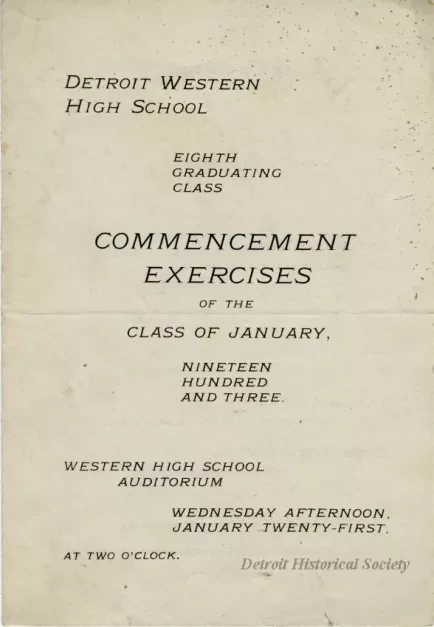 DETROIT WESTERN
HIGH SCHOOL
EIGHTH
GRADUATING
CLASS
COMMENCEMENT
EXERCISES
OF THE
CLASS OF JANUARY,
NINETEEN
HUNDRED
AND THREE.
WESTERN HIGH SCHOOL
AUDITORIUM
WEDNESDAY AFTERNOON,
JANUARY TWENTY-FIRST,
AT TWO O'CLOCK.
Detroit Historical Society